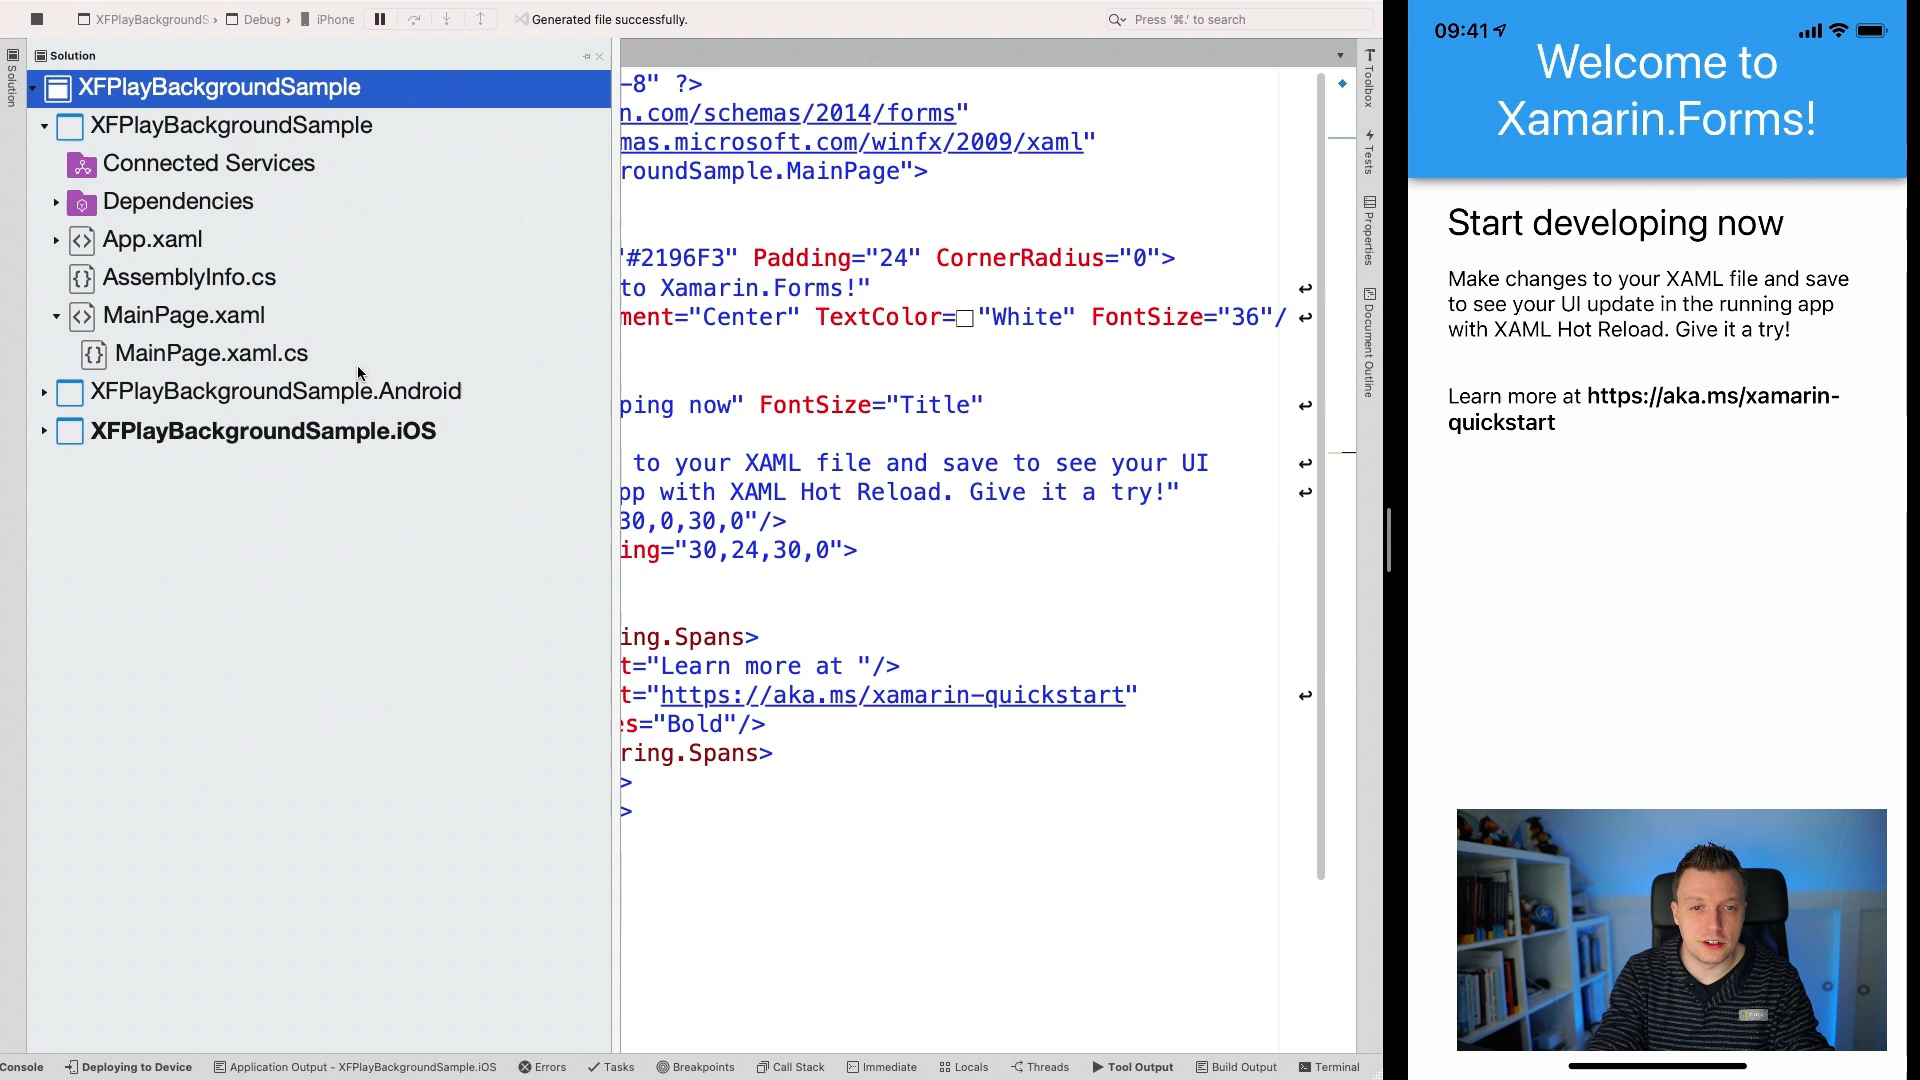 XFPlayBackgroundS › Debug › iPhone
Generated file successfully.
Press '⌘.' to search
Solution
Solution
XFPlayBackgroundSample
XFPlayBackgroundSample
Connected Services
Dependencies
App.xaml
AssemblyInfo.cs
MainPage.xaml
MainPage.xaml.cs
XFPlayBackgroundSample.Android
XFPlayBackgroundSample.iOS
-8" ?>
n.com/schemas/2014/forms"
mas.microsoft.com/winfx/2009/xaml"
roundSample.MainPage">
"#2196F3" Padding="24" CornerRadius="0">
to Xamarin.Forms!"
ment="Center" TextColor="White" FontSize="36"/
ping now" FontSize="Title"
to your XAML file and save to see your UI
pp with XAML Hot Reload. Give it a try!"
30,0,30,0"/>
ing="30,24,30,0">
ing.Spans>
t="Learn more at "/>
t="https://aka.ms/xamarin-quickstart"
es="Bold"/>
ring.Spans>
>
>
Toolbox
Tests
Properties
Document Outline
Console
Deploying to Device
Application Output - XFPlayBackgroundSample.iOS
Errors
Tasks
Breakpoints
Call Stack
Immediate
Locals
Threads
Tool Output
Build Output
Terminal
09:41
Welcome to
Xamarin.Forms!
Start developing now
Make changes to your XAML file and save
to see your UI update in the running app
with XAML Hot Reload. Give it a try!
Learn more at https://aka.ms/xamarin-
quickstart